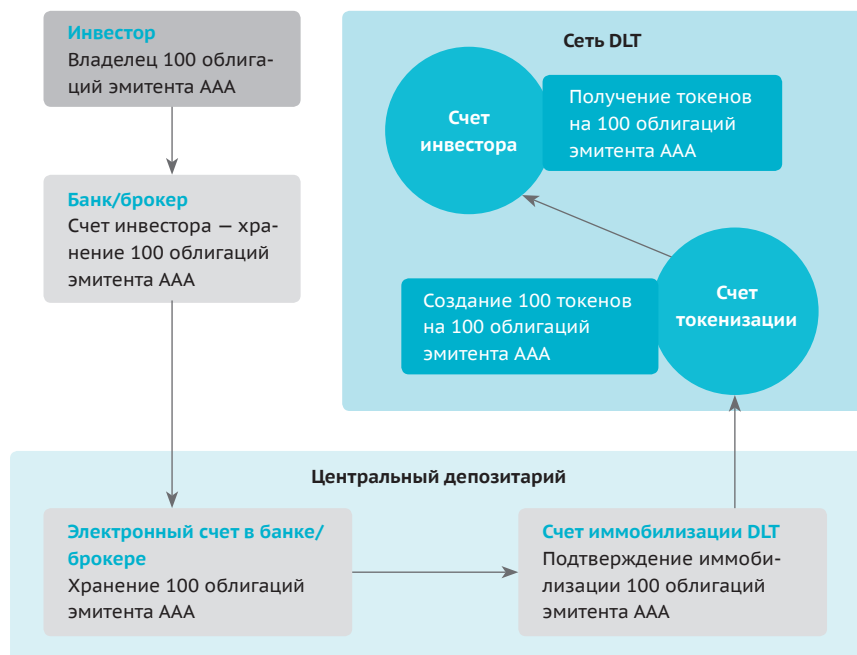 Инвестор
Владелец 100 облига-
ций эмитента ААА
Банк/брокер
Счет инвестора — хра-
нение 100 облигаций
эмитента ААА
Сеть DLT
Счет
инвестора
Получение токенов
на 100 облигаций
эмитента ААА
Создание 100 токенов
на 100 облигаций
эмитента ААА
Счет
токенизации
Центральный депозитарий
Электронный счет в банке/
брокере
Хранение 100 облигаций
эмитента ААА
Счет иммобилизации DLT
Подтверждение иммоби-
лизации 100 облигаций
эмитента ААА